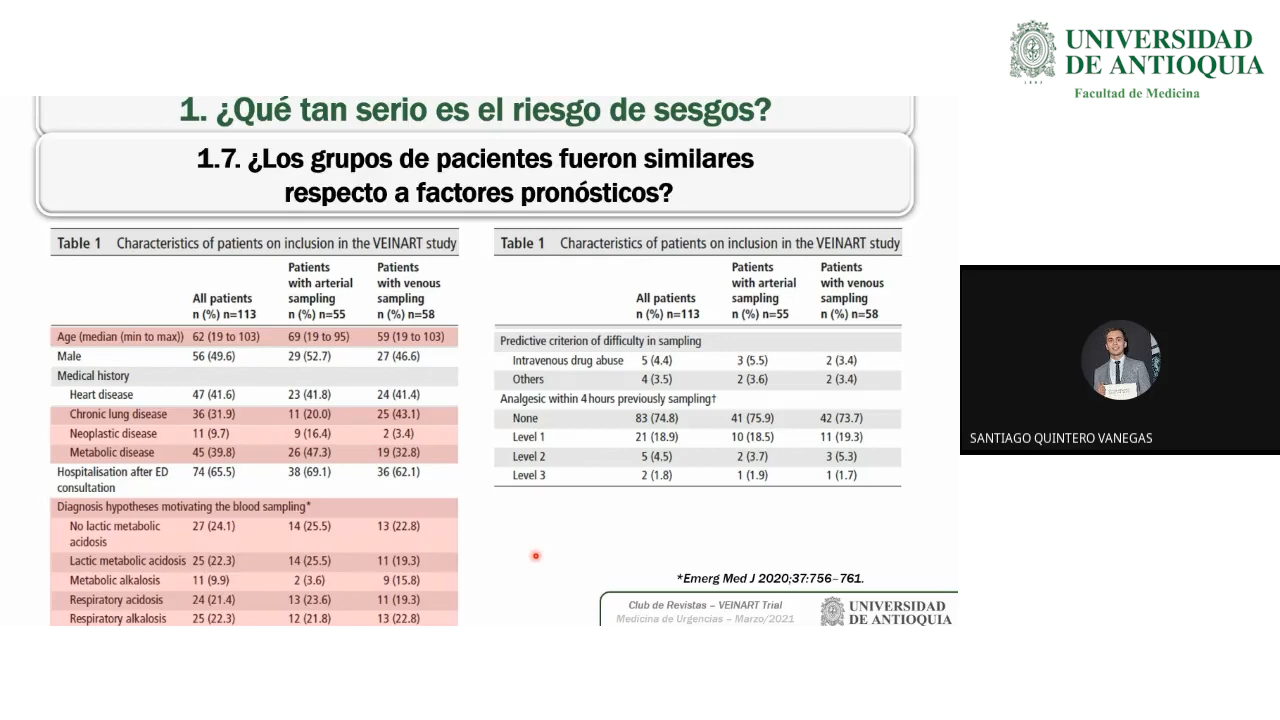 UNIVERSIDAD
DE ANTIOQUIA
1 8 0 3
Facultad de Medicina
1. ¿Qué tan serio es el riesgo de sesgos?
1.7. ¿Los grupos de pacientes fueron similares
respecto a factores pronósticos?
Table 1 Characteristics of patients on inclusion in the VEINART study
All patients n (%) n=113 Patients with arterial sampling n (%) n=55 Patients with venous sampling n (%) n=58
Age (median (min to max)) 62 (19 to 103) 69 (19 to 95) 59 (19 to 103)
Male 56 (49.6) 29 (52.7) 27 (46.6)
Medical history
Heart disease 47 (41.6) 23 (41.8) 24 (41.4)
Chronic lung disease 36 (31.9) 11 (20.0) 25 (43.1)
Neoplastic disease 11 (9.7) 9 (16.4) 2 (3.4)
Metabolic disease 45 (39.8) 26 (47.3) 19 (32.8)
Hospitalisation after ED consultation 74 (65.5) 38 (69.1) 36 (62.1)
Diagnosis hypotheses motivating the blood sampling*
No lactic metabolic acidosis 27 (24.1) 14 (25.5) 13 (22.8)
Lactic metabolic acidosis 25 (22.3) 14 (25.5) 11 (19.3)
Metabolic alkalosis 11 (9.9) 2 (3.6) 9 (15.8)
Respiratory acidosis 24 (21.4) 13 (23.6) 11 (19.3)
Respiratory alkalosis 25 (22.3) 12 (21.8) 13 (22.8)
Table 1 Characteristics of patients on inclusion in the VEINART study
All patients n (%) n=113 Patients with arterial sampling n (%) n=55 Patients with venous sampling n (%) n=58
Predictive criterion of difficulty in sampling
Intravenous drug abuse 5 (4.4) 3 (5.5) 2 (3.4)
Others 4 (3.5) 2 (3.6) 2 (3.4)
Analgesic within 4 hours previously sampling†
None 83 (74.8) 41 (75.9) 42 (73.7)
Level 1 21 (18.9) 10 (18.5) 11 (19.3)
Level 2 5 (4.5) 2 (3.7) 3 (5.3)
Level 3 2 (1.8) 1 (1.9) 1 (1.7)
*Emerg Med J 2020;37:756–761.
Club de Revistas – VEINART Trial
Medicina de Urgencias – Marzo/2021
UNIVERSIDAD
DE ANTIOQUIA
SANTIAGO QUINTERO VANEGAS